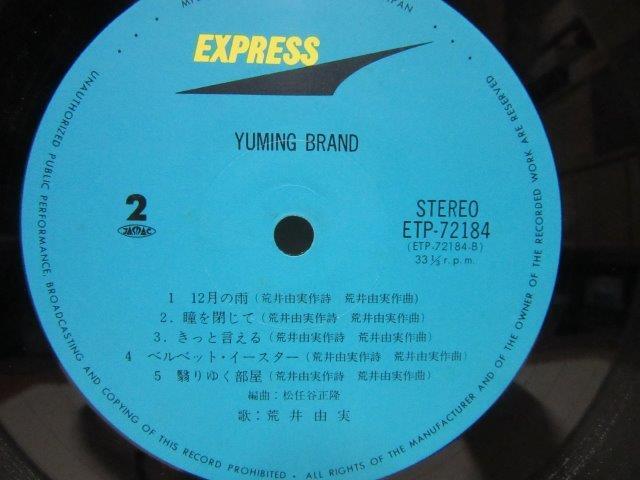 EXPRESS
YUMING BRAND
2
JASRAC
STEREO
ETP-72184
(ETP-72184-B)
33 1/3 r.p.m.
1 12月の雨 (荒井由実作詩 荒井由実作曲)
2. 瞳を閉じて (荒井由実作詩 荒井由実作曲)
3. きっと言える (荒井由実作詩 荒井由実作曲)
4 ベルベット・イースター (荒井由実作詩 荒井由実作曲)
5 翳りゆく部屋 (荒井由実作詩 荒井由実作曲)
編曲：松任谷正隆
歌：荒井由実
UNAUTHORIZED PUBLIC PERFORMANCE, BROADCASTING AND COPYING OF THIS RECORD PROHIBITED • ALL RIGHTS OF THE MANUFACTURER AND OF THE OWNER OF THE RECORDED WORK ARE RESERVED